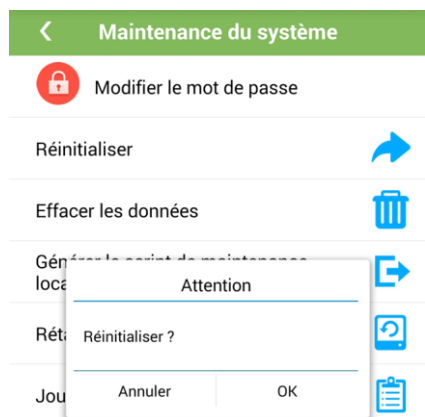 Maintenance du système
Modifier le mot de passe
Réinitialiser
Effacer les données
Attention
Réinitialiser ?
Annuler
OK